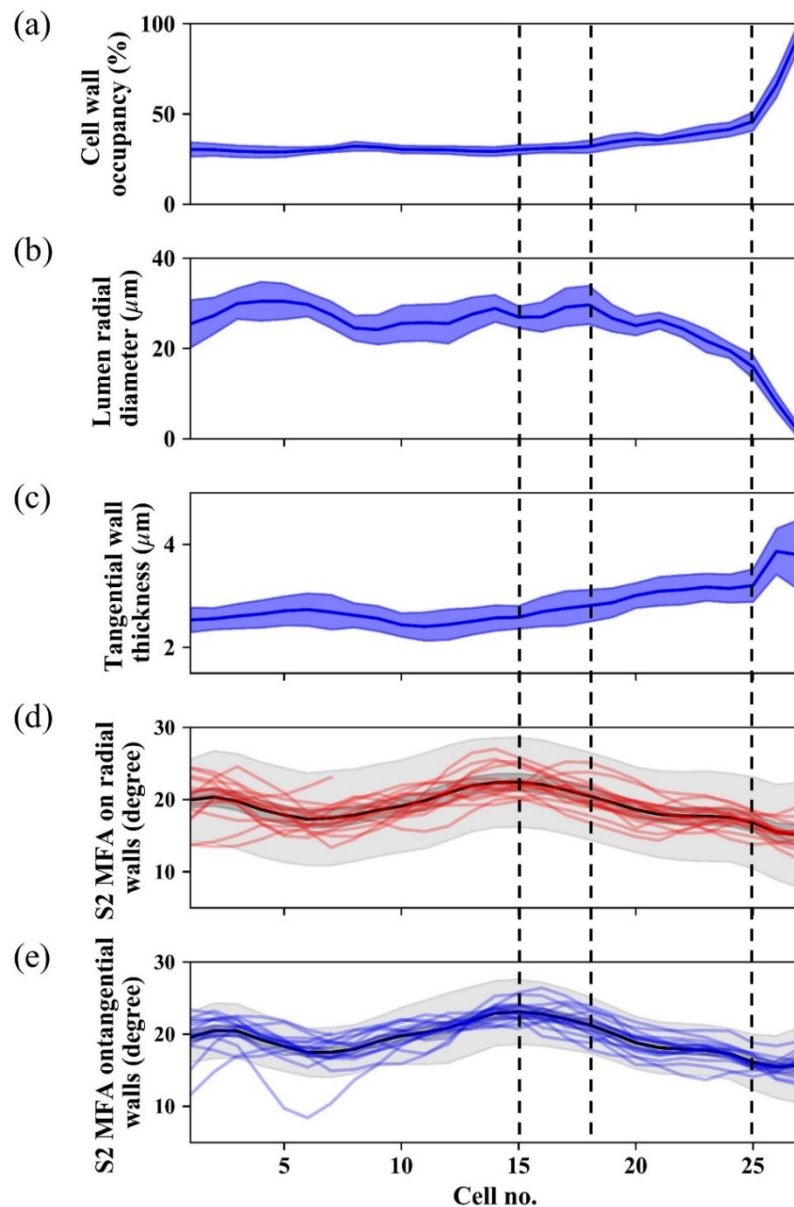 (a)
Cell wall
occupancy (%)
100
50
0
(b)
Lumen radial
diameter (μm)
40
20
0
(c)
Tangential wall
thickness (μm)
4
2
(d)
S2 MFA on radial
walls (degree)
30
20
10
(e)
S2 MFA ontangential
walls (degree)
30
20
10
5
10
15
20
25
Cell no.